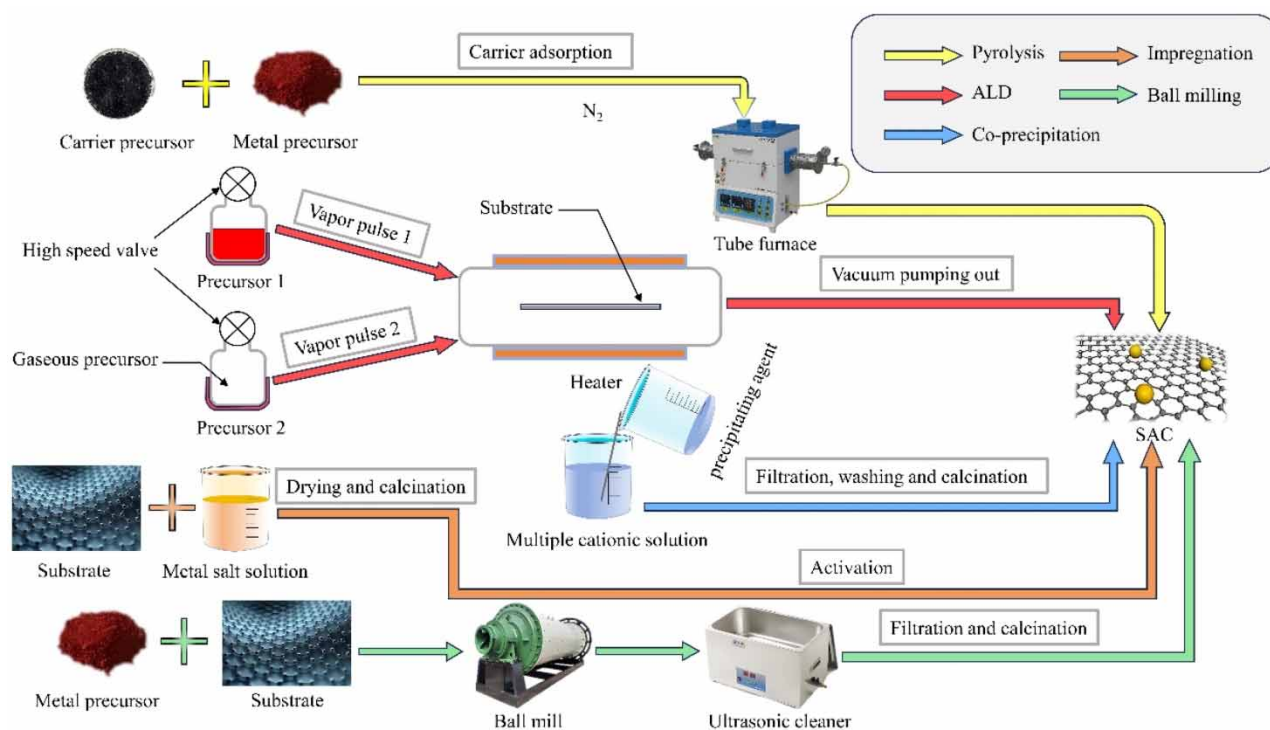 Carrier adsorption
N2
Carrier precursor
Metal precursor
Pyrolysis
Impregnation
ALD
Ball milling
Co-precipitation
Tube furnace
High speed valve
Precursor 1
Vapor pulse 1
Substrate
Vacuum pumping out
Gaseous precursor
Vapor pulse 2
Precursor 2
Heater
precipitating agent
SAC
Drying and calcination
Filtration, washing and calcination
Multiple cationic solution
Substrate
Metal salt solution
Activation
Filtration and calcination
Metal precursor
Substrate
Ball mill
Ultrasonic cleaner